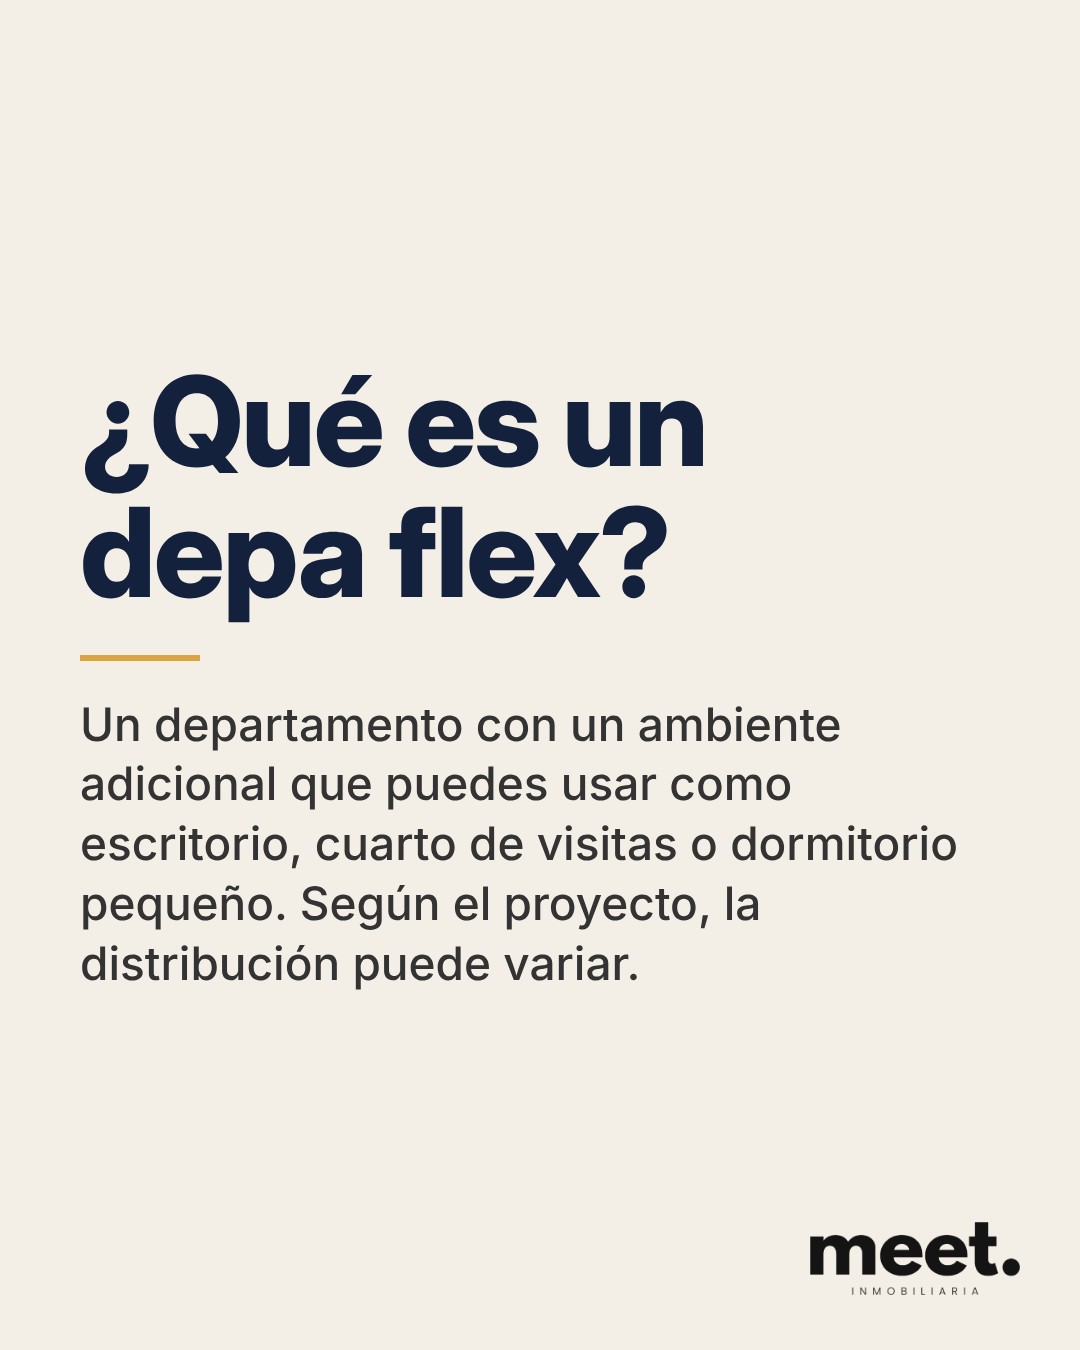 ¿Qué es un
depa flex?
Un departamento con un ambiente
adicional que puedes usar como
escritorio, cuarto de visitas o dormitorio
pequeño. Según el proyecto, la
distribución puede variar.
meet.
INMOBILIARIA